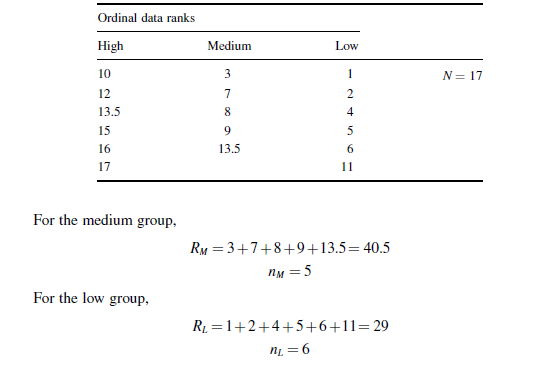 Ordinal data ranks
High Medium Low
10 3 1 N = 17
12 7 2
13.5 8 4
15 9 5
16 13.5 6
17 11
For the medium group,
R_M = 3+7+8+9+13.5 = 40.5
n_M = 5
For the low group,
R_L = 1+2+4+5+6+11 = 29
n_L = 6